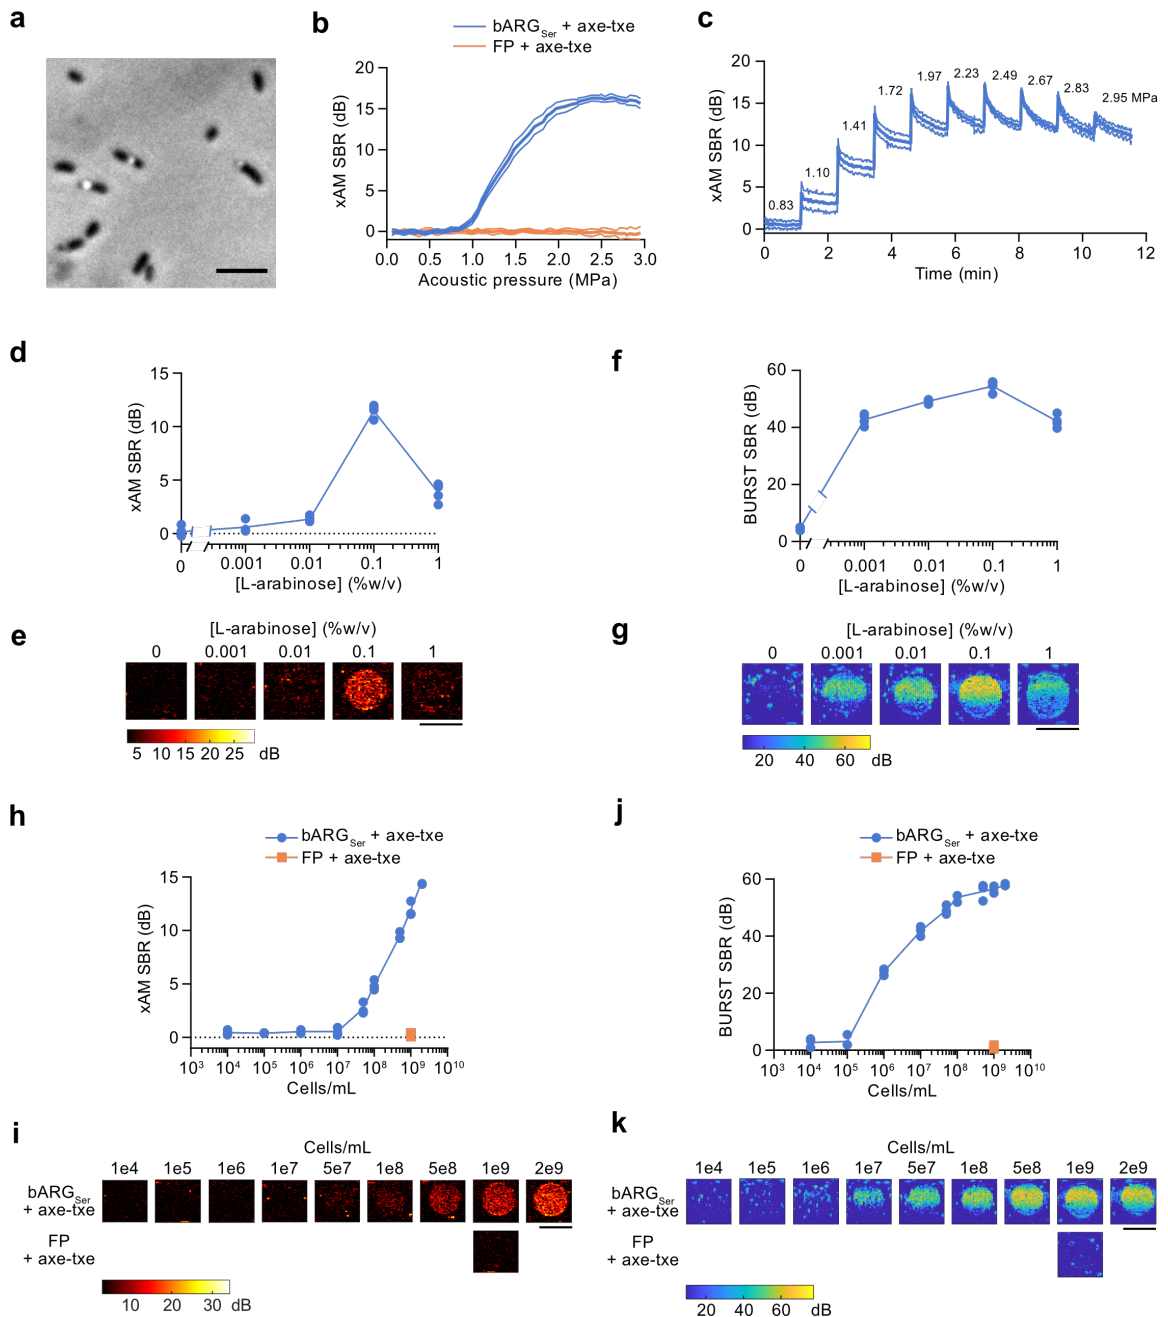 a
b
bARGSer + axe-txe
FP + axe-txe
xAM SBR (dB)
20
15
10
5
0
0.0 0.5 1.0 1.5 2.0 2.5 3.0
Acoustic pressure (MPa)
c
xAM SBR (dB)
20
15
10
5
0
0.83
1.10
1.41
1.72
1.97
2.23
2.49
2.67
2.83
2.95 MPa
0 2 4 6 8 10 12
Time (min)
d
xAM SBR (dB)
15
10
5
0
0 0.001 0.01 0.1 1
[L-arabinose] (%w/v)
f
BURST SBR (dB)
60
40
20
0
0 0.001 0.01 0.1 1
[L-arabinose] (%w/v)
e
[L-arabinose] (%w/v)
0 0.001 0.01 0.1 1
5 10 15 20 25 dB
g
[L-arabinose] (%w/v)
0 0.001 0.01 0.1 1
20 40 60 dB
h
bARGSer + axe-txe
FP + axe-txe
xAM SBR (dB)
15
10
5
0
10³ 10⁴ 10⁵ 10⁶ 10⁷ 10⁸ 10⁹ 10¹⁰
Cells/mL
j
bARGSer + axe-txe
FP + axe-txe
BURST SBR (dB)
60
40
20
0
10³ 10⁴ 10⁵ 10⁶ 10⁷ 10⁸ 10⁹ 10¹⁰
Cells/mL
i
Cells/mL
1e4 1e5 1e6 1e7 5e7 1e8 5e8 1e9 2e9
bARGSer
+ axe-txe
FP
+ axe-txe
10 20 30 dB
k
Cells/mL
1e4 1e5 1e6 1e7 5e7 1e8 5e8 1e9 2e9
bARGSer
+ axe-txe
FP
+ axe-txe
20 40 60 dB